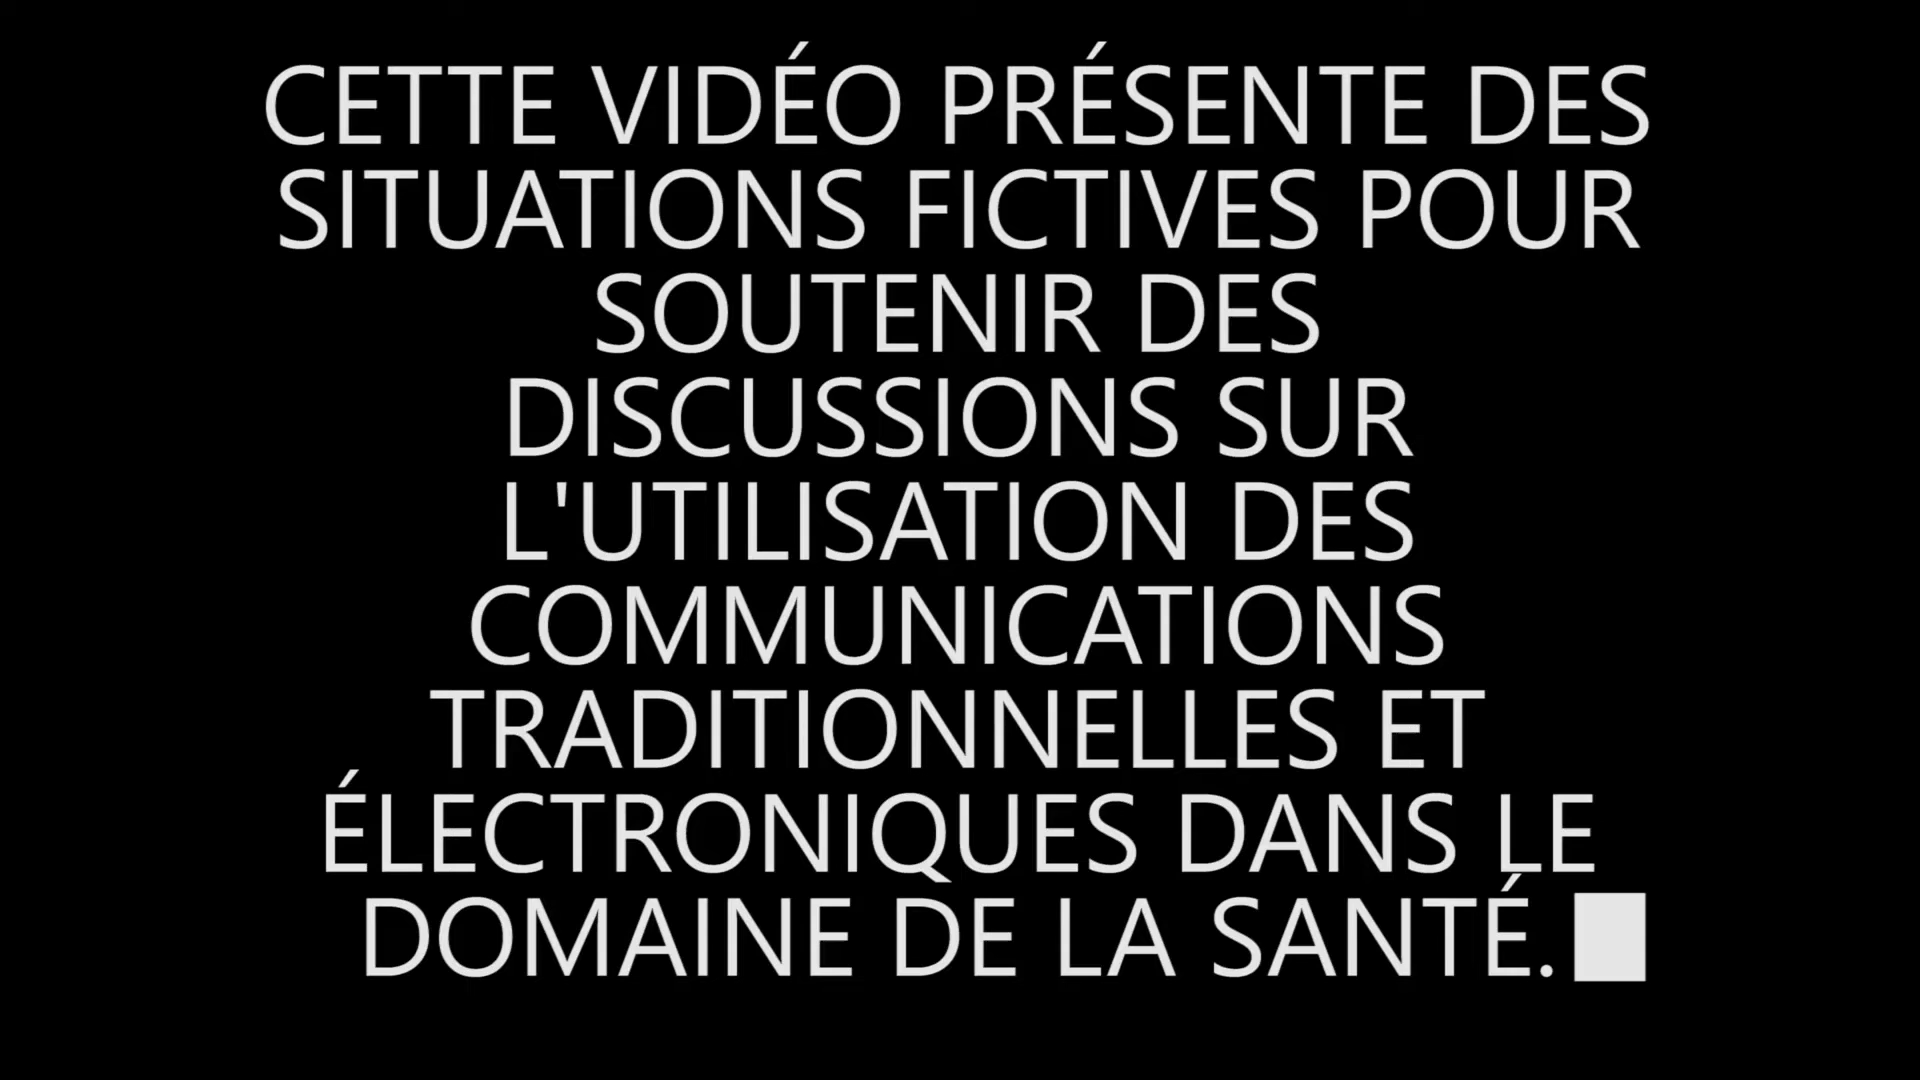 CETTE VIDÉO PRÉSENTE DES
SITUATIONS FICTIVES POUR
SOUTENIR DES
DISCUSSIONS SUR
L'UTILISATION DES
COMMUNICATIONS
TRADITIONNELLES ET
ÉLECTRONIQUES DANS LE
DOMAINE DE LA SANTÉ.